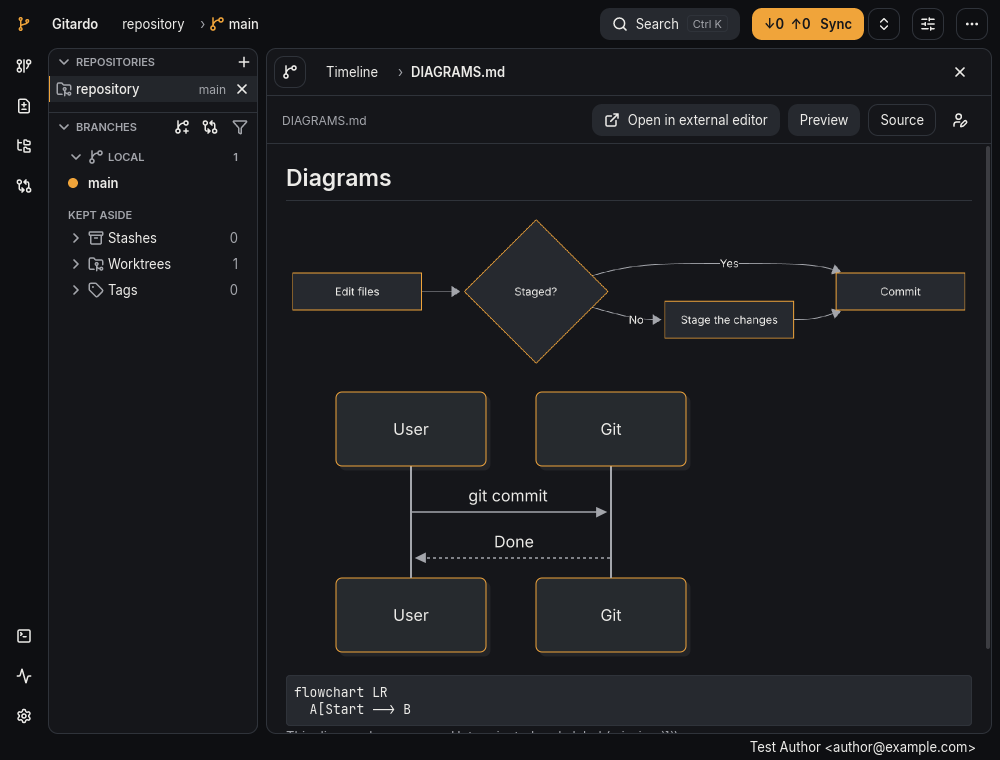 Gitardo repository › main Search Ctrl K ↓0 ↑0 Sync
REPOSITORIES
repository main
BRANCHES
LOCAL 1
main
KEPT ASIDE
Stashes 0
Worktrees 1
Tags 0
Timeline › DIAGRAMS.md
DIAGRAMS.md Open in external editor Preview Source
Diagrams
Edit files
Staged?
Yes
No
Stage the changes
Commit
User Git
git commit
Done
User Git
flowchart LR
A[Start —> B
Test Author <author@example.com>